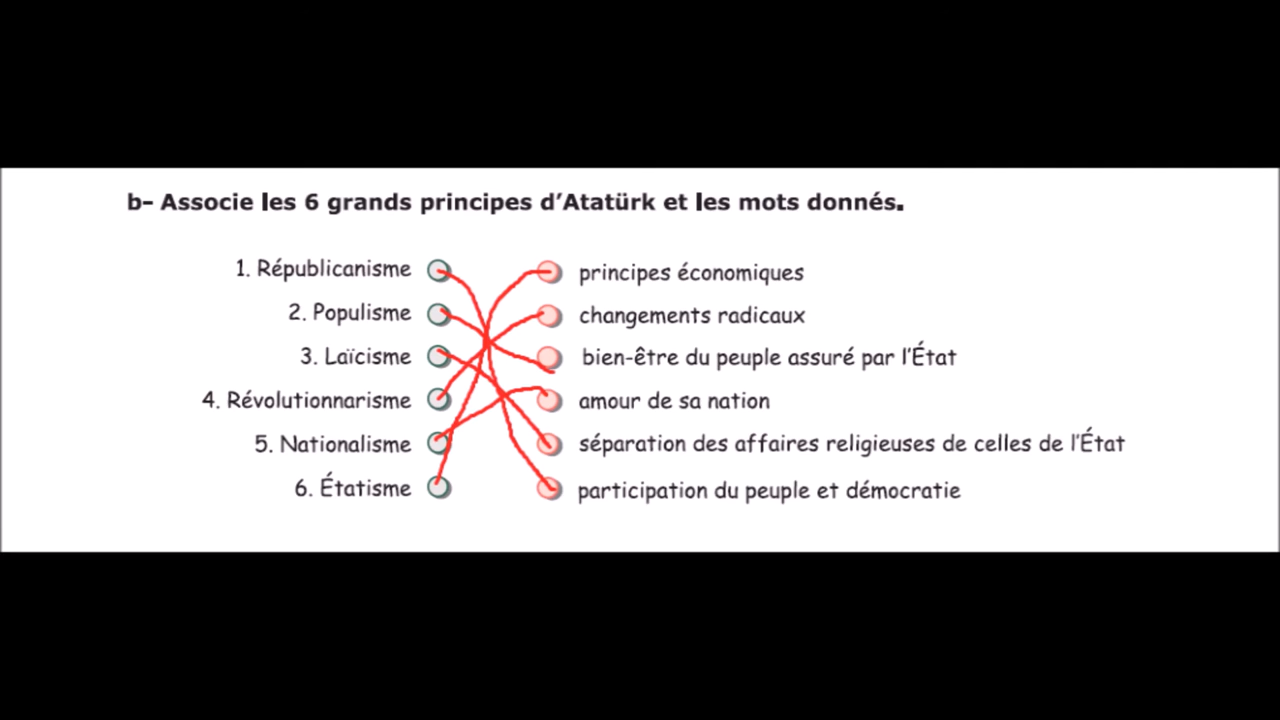 b- Associe les 6 grands principes d'Atatürk et les mots donnés.
1. Républicanisme principes économiques
2. Populisme changements radicaux
3. Laïcisme bien-être du peuple assuré par l'État
4. Révolutionnarisme amour de sa nation
5. Nationalisme séparation des affaires religieuses de celles de l'État
6. Étatisme participation du peuple et démocratie